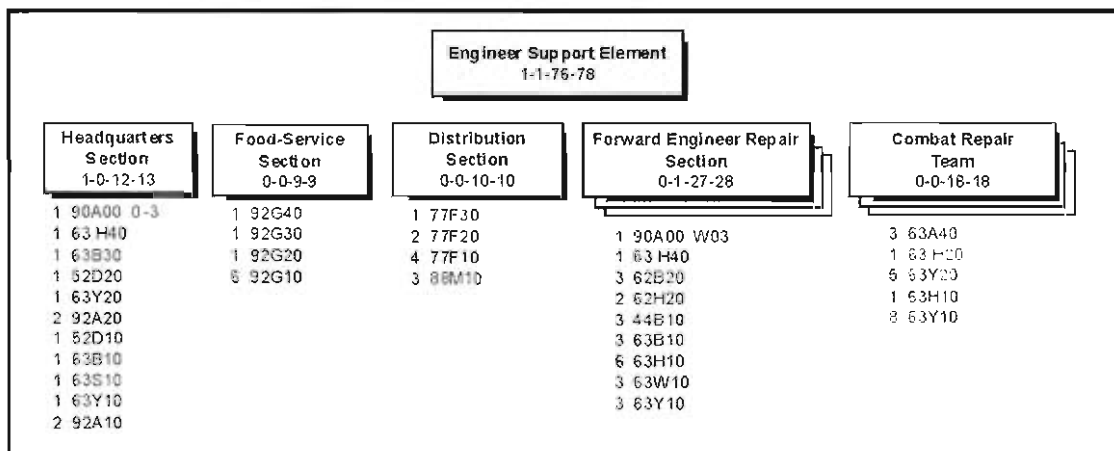 Engineer Support Element
1-1-76-78
Headquarters
Section
1-0-12-13
1 90A00 0-3
1 63H40
1 63B30
1 52D20
1 63Y20
2 92A20
1 52D10
1 63B10
1 63S10
1 63Y10
2 92A10
Food-Service
Section
0-0-9-9
1 92G40
1 92G30
1 92G20
6 92G10
Distribution
Section
0-0-10-10
1 77F30
2 77F20
4 77F10
3 88M10
Forward Engineer Repair
Section
0-1-27-28
1 90A00 W03
1 63H40
3 62B20
2 62H20
3 44B10
3 63B10
6 63H10
3 63W10
3 63Y10
Combat Repair
Team
0-0-18-18
3 63A40
1 63H20
5 63Y20
1 63H10
8 63Y10